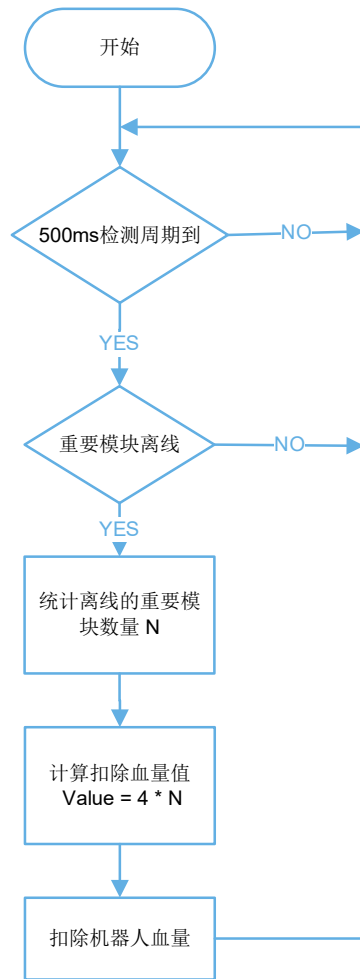 开始
500ms检测周期到
NO
YES
重要模块离线
NO
YES
统计离线的重要模
块数量 N
计算扣除血量值
Value = 4 * N
扣除机器人血量